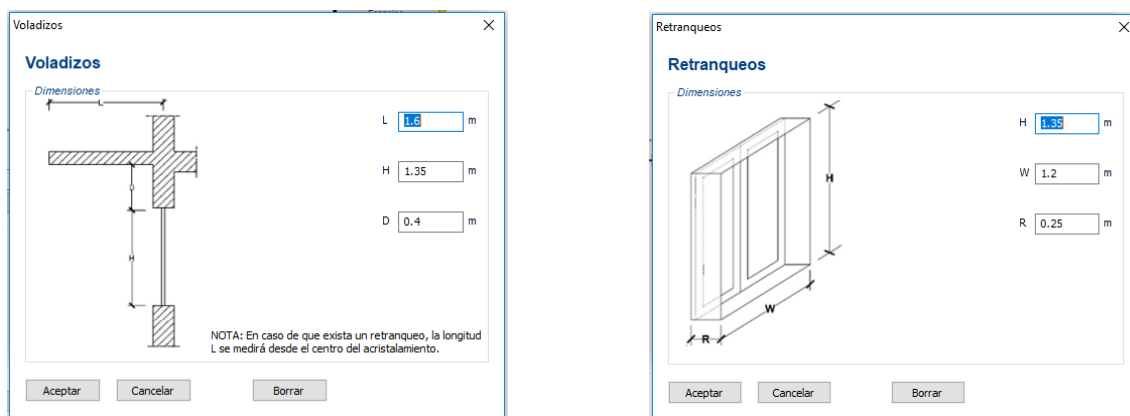 Voladizos
Voladizos
Dimensiones
L
L 1.6 m
H 1.35 m
D 0.4 m
D
H
NOTA: En caso de que exista un retranqueo, la longitud
L se medirá desde el centro del acristalamiento.
Aceptar Cancelar Borrar
Retranqueos
Retranqueos
Dimensiones
H 1.35 m
W 1.2 m
R 0.25 m
H
W
R
Aceptar Cancelar Borrar